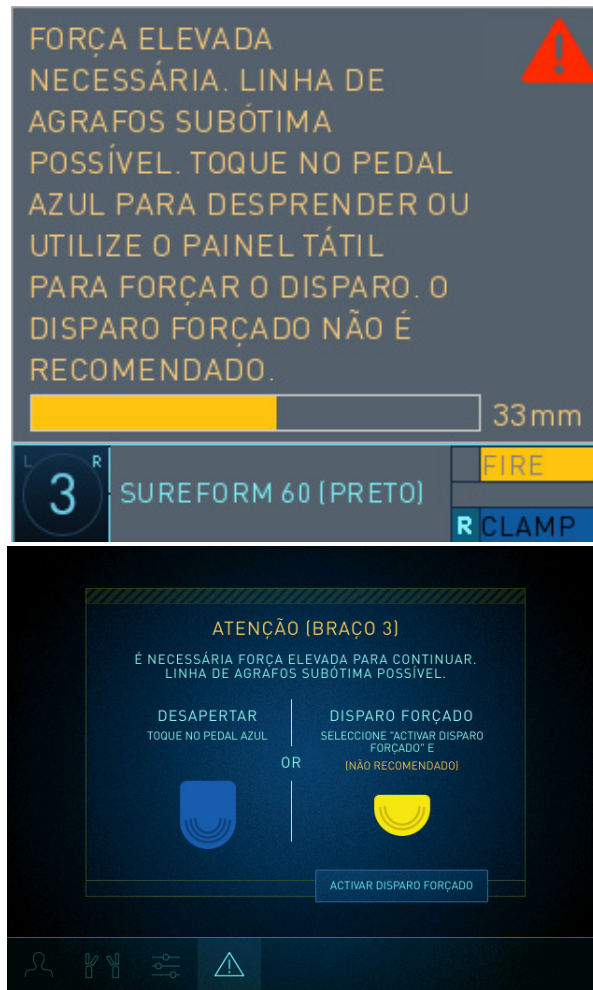 FORÇA ELEVADA
NECESSÁRIA. LINHA DE
AGRAFOS SUBÓTIMA
POSSÍVEL. TOQUE NO PEDAL
AZUL PARA DESPRENDER OU
UTILIZE O PAINEL TÁTIL
PARA FORÇAR O DISPARO. O
DISPARO FORÇADO NÃO É
RECOMENDADO.
33mm
L R
3
SUREFORM 60 (PRETO)
FIRE
R CLAMP
ATENÇÃO (BRAÇO 3)
É NECESSÁRIA FORÇA ELEVADA PARA CONTINUAR.
LINHA DE AGRAFOS SUBÓTIMA POSSÍVEL.
DESAPERTAR
TOQUE NO PEDAL AZUL
OR
DISPARO FORÇADO
SELECCIONE "ACTIVAR DISPARO
FORÇADO" E
(NÃO RECOMENDADO)
ACTIVAR DISPARO FORÇADO